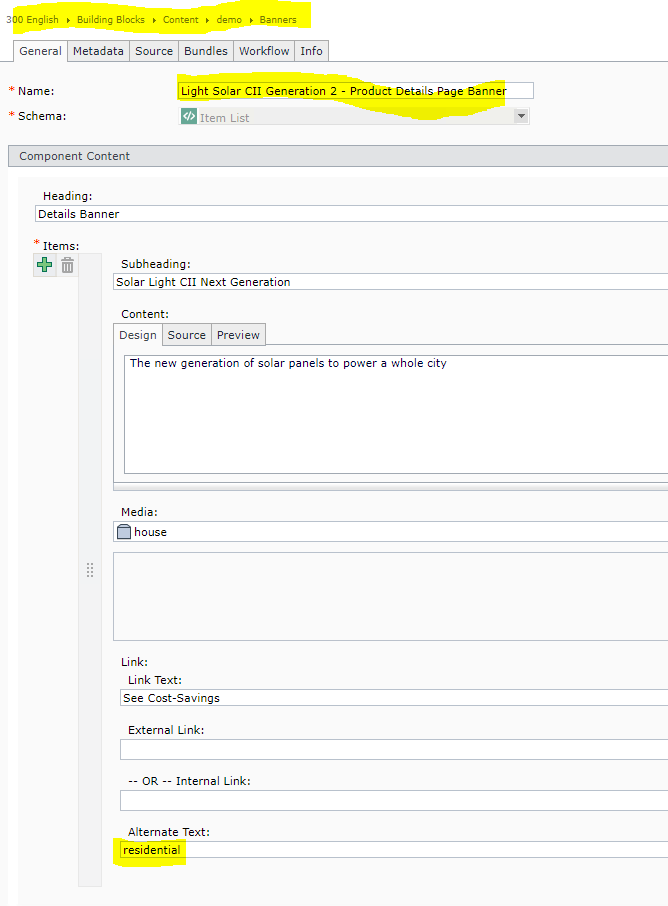 300 English › Building Blocks › Content › demo › Banners
General Metadata Source Bundles Workflow Info
* Name: Light Solar CII Generation 2 - Product Details Page Banner
* Schema: Item List
Component Content
Heading:
Details Banner
* Items:
Subheading:
Solar Light CII Next Generation
Content:
Design Source Preview
The new generation of solar panels to power a whole city
Media:
house
Link:
Link Text:
See Cost-Savings
External Link:
-- OR -- Internal Link:
Alternate Text:
residential